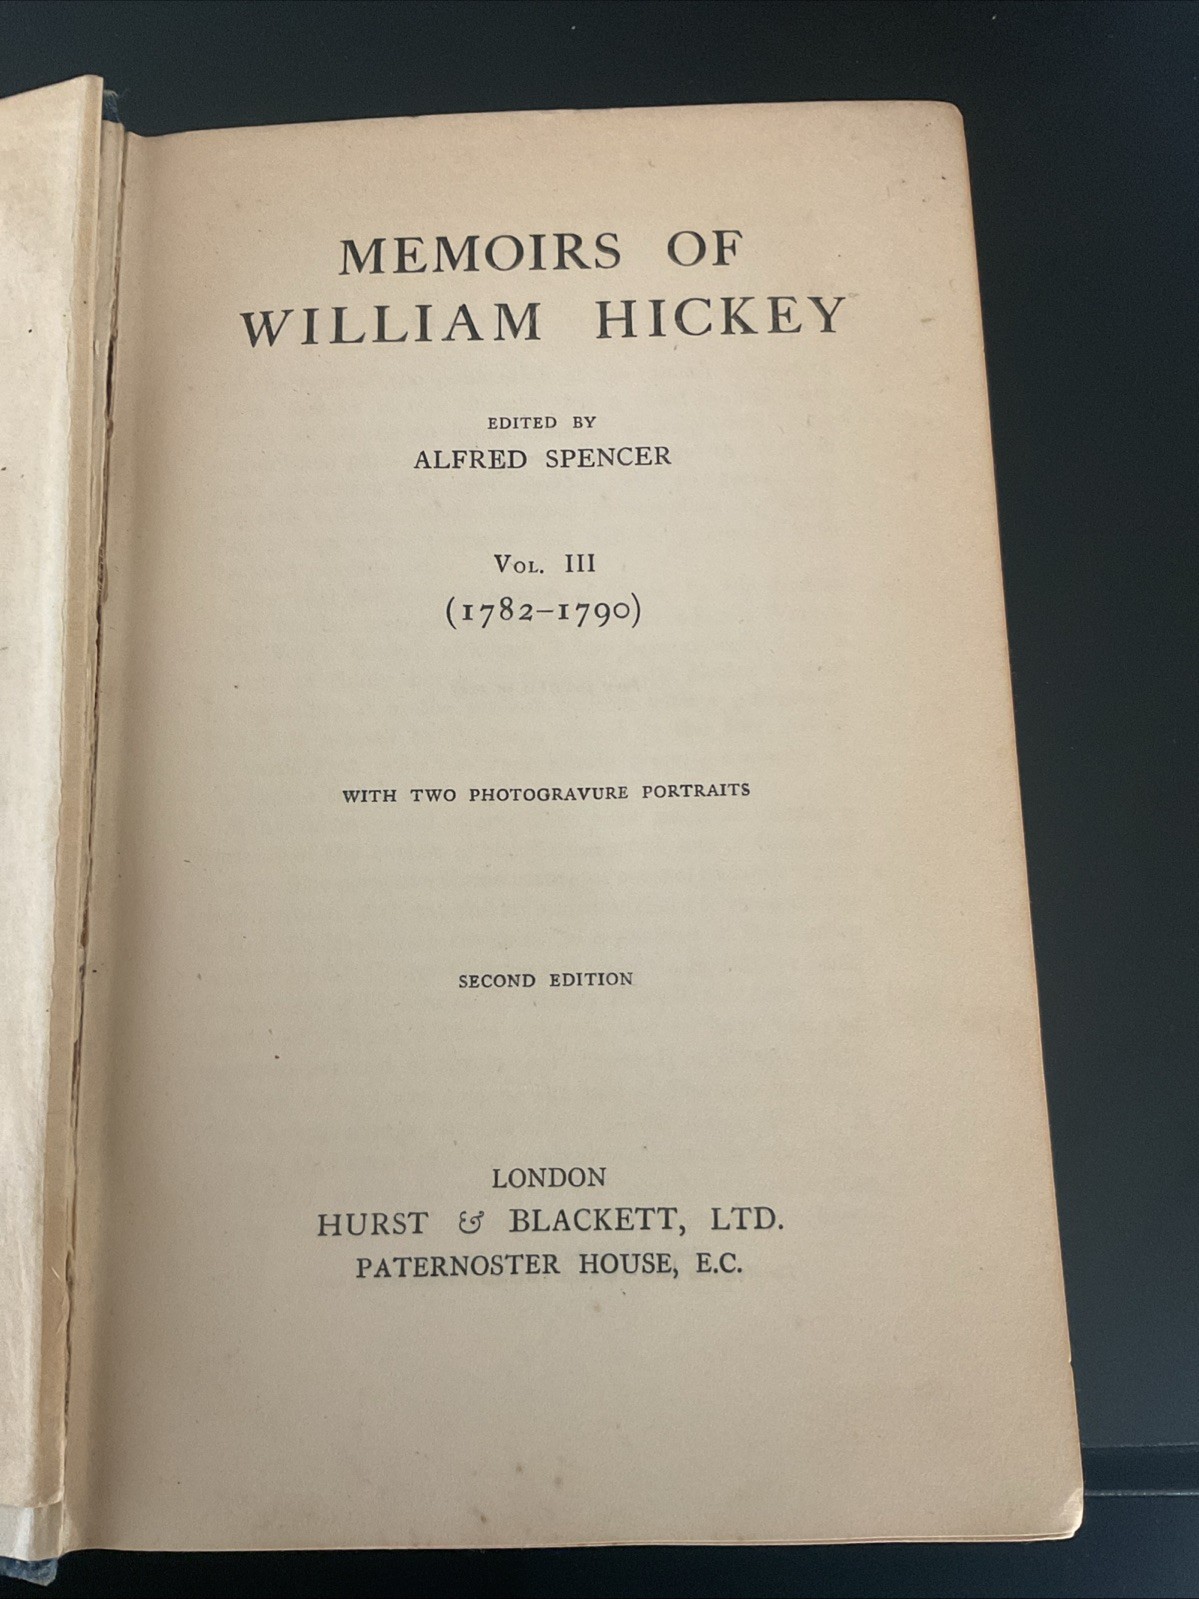 MEMOIRS OF
WILLIAM HICKEY
EDITED BY
ALFRED SPENCER
VOL. III
(1782–1790)
WITH TWO PHOTOGRAVURE PORTRAITS
SECOND EDITION
LONDON
HURST & BLACKETT, LTD.
PATERNOSTER HOUSE, E.C.